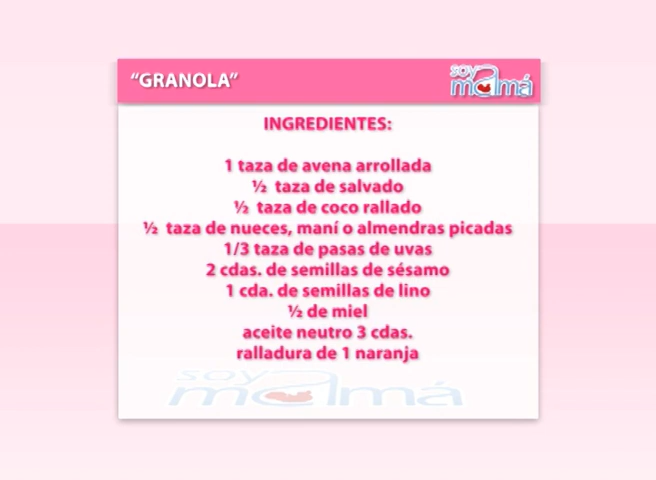 “GRANOLA”
soy
mamá
INGREDIENTES:
1 taza de avena arrollada
½ taza de salvado
½ taza de coco rallado
½ taza de nueces, maní o almendras picadas
1/3 taza de pasas de uvas
2 cdas. de semillas de sésamo
1 cda. de semillas de lino
½ de miel
aceite neutro 3 cdas.
ralladura de 1 naranja
soy
mamá